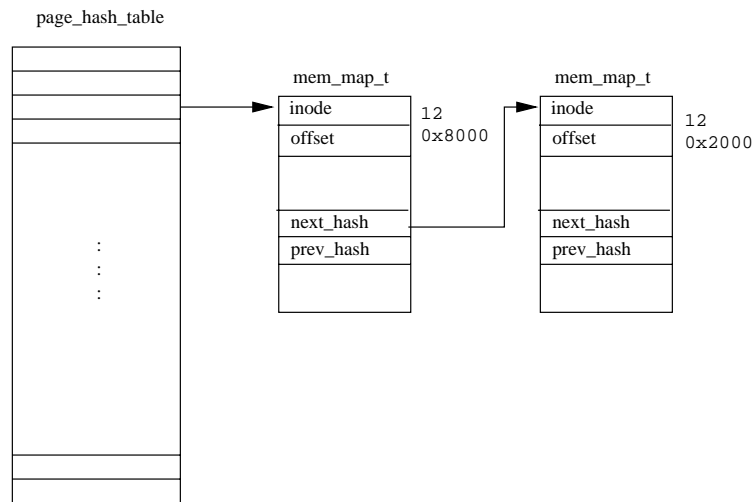 page_hash_table
mem_map_t
inode
offset
next_hash
prev_hash
12
0x8000
mem_map_t
inode
offset
next_hash
prev_hash
12
0x2000
:
:
: